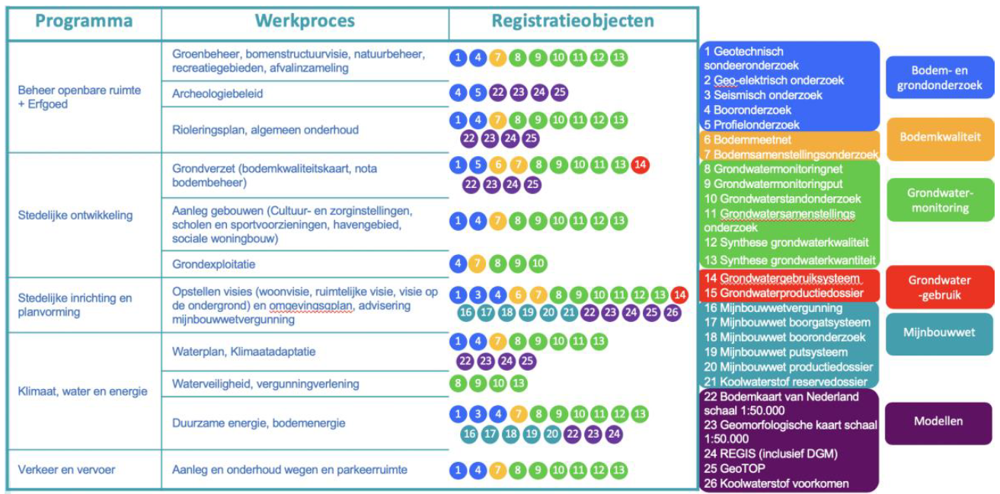 Programma
Werkproces
Registratieobjecten
Beheer openbare ruimte
+ Erfgoed
Groenbeheer, bomenstructuurvisie, natuurbeheer,
recreatiegebieden, afvalinzameling
1 4 7 8 9 10 11 12 13
Archeologiebeleid
4 5 22 23 24 25
Rioleringsplan, algemeen onderhoud
1 4 7 8 9 10 11 12 13
22 23 24 25
Stedelijke ontwikkeling
Grondverzet (bodemkwaliteitskaart, nota
bodembeheer)
1 5 6 7 8 9 10 11 13 14
22 23 24 25
Aanleg gebouwen (Cultuur- en zorginstellingen,
scholen en sportvoorzieningen, havengebied,
sociale woningbouw)
1 4 7 8 9 10 11 12 13
Grondexploitatie
4 7 8 9 10
Stedelijke inrichting en
planvorming
Opstellen visies (woonvisie, ruimtelijke visie, visie op
de ondergrond) en omgevingsplan, advisering
mijnbouwwetvergunning
1 3 4 6 7 8 9 10 11 12 13 14
16 17 18 19 20 21 22 23 24 25 26
Klimaat, water en energie
Waterplan, Klimaatadaptatie
1 4 7 8 9 10 11 13
22 23 24 25
Waterveiligheid, vergunningverlening
8 9 10 13
Duurzame energie, bodemenergie
1 3 4 7 8 9 10 11 12 13
16 17 18 19 20 22 23 24
Verkeer en vervoer
Aanleg en onderhoud wegen en parkeerruimte
1 4 7 8 9 10 11 12 13
1 Geotechnisch
sondeeronderzoek
2 Geo-elektrisch onderzoek
3 Seismisch onderzoek
4 Booronderzoek
5 Profielonderzoek
Bodem- en
grondonderzoek
6 Bodemmeetnet
7 Bodemsamenstellingsonderzoek
Bodemkwaliteit
8 Grondwatermonitoringnet
9 Grondwatermonitoringput
10 Grondwaterstandonderzoek
11 Grondwatersamenstellings
onderzoek
12 Synthese grondwaterkwaliteit
13 Synthese grondwaterkwantiteit
Grondwater-
monitoring
14 Grondwatergebruiksysteem
15 Grondwaterproductiedossier
Grondwater
-gebruik
16 Mijnbouwwetvergunning
17 Mijnbouwwet boorgatsysteem
18 Mijnbouwwet booronderzoek
19 Mijnbouwwet putsysteem
20 Mijnbouwwet productiedossier
21 Koolwaterstof reservedossier
Mijnbouwwet
22 Bodemkaart van Nederland
schaal 1:50.000
23 Geomorfologische kaart schaal
1:50.000
24 REGIS (inclusief DGM)
25 GeoTOP
26 Koolwaterstof voorkomen
Modellen